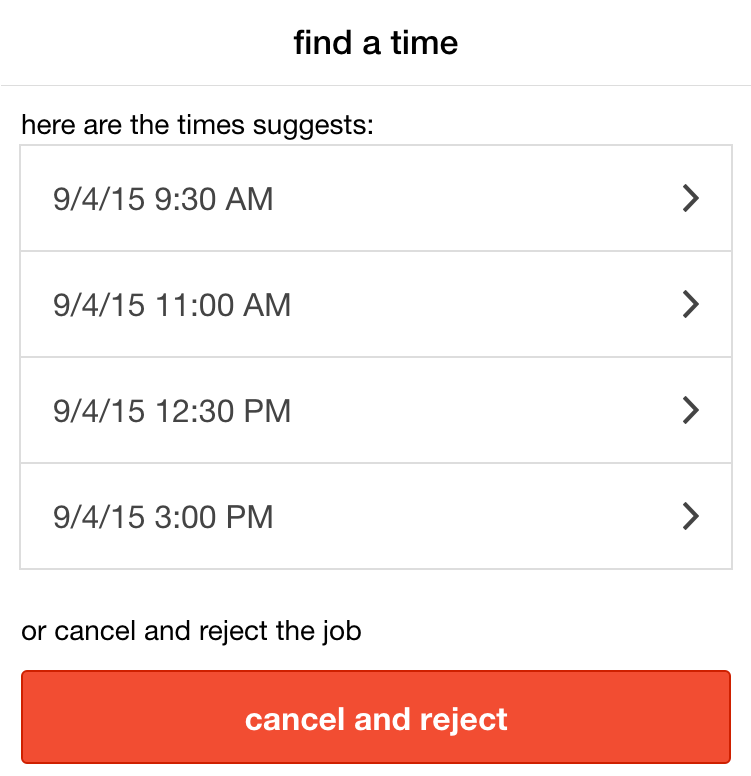 find a time
here are the times suggests:
9/4/15 9:30 AM
9/4/15 11:00 AM
9/4/15 12:30 PM
9/4/15 3:00 PM
or cancel and reject the job
cancel and reject